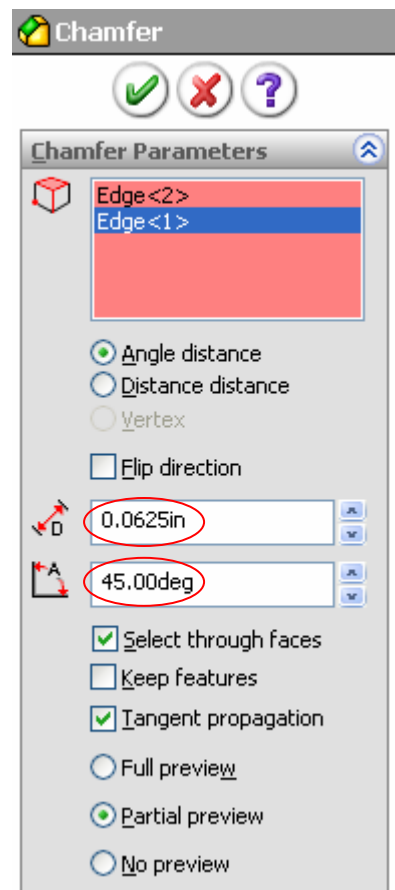 Chamfer
?
Chamfer Parameters
Edge<2>
Edge<1>
Angle distance
Distance distance
Vertex
Flip direction
D
0.0625in
A
45.00deg
Select through faces
Keep features
Tangent propagation
Full preview
Partial preview
No preview